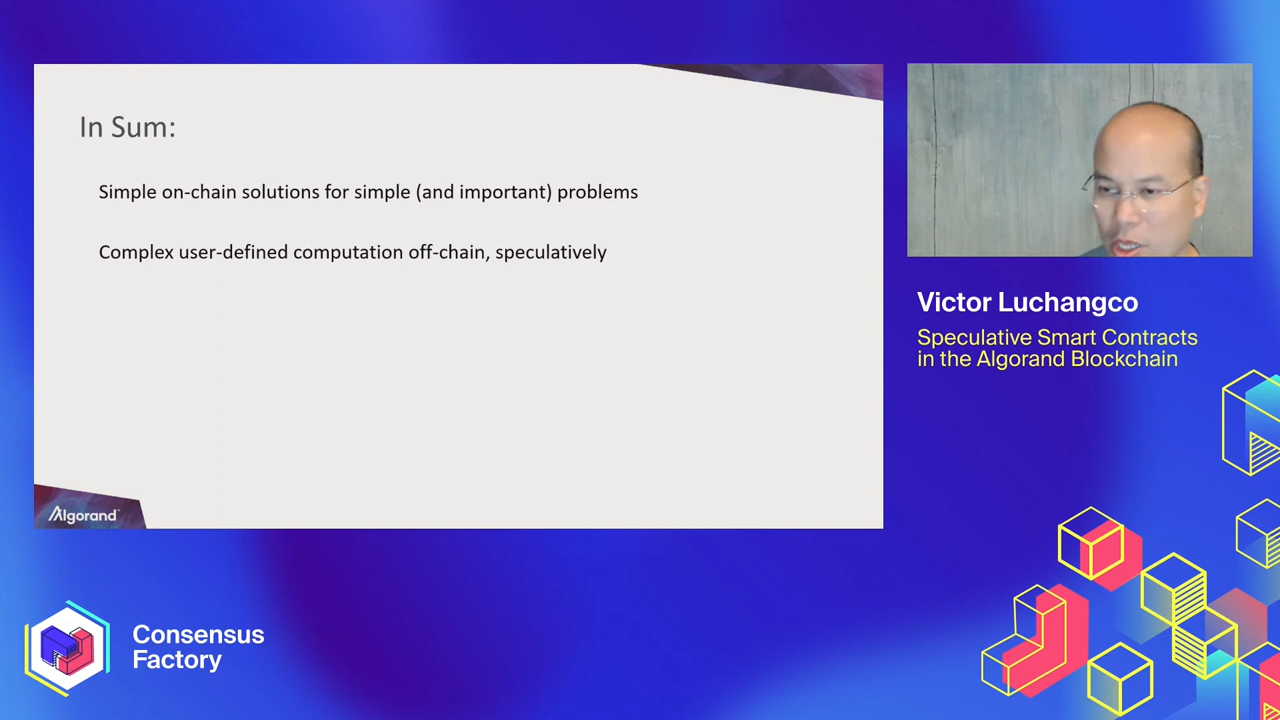 In Sum:
Simple on-chain solutions for simple (and important) problems
Complex user-defined computation off-chain, speculatively
Algorand
Victor Luchangco
Speculative Smart Contracts
in the Algorand Blockchain
Consensus
Factory